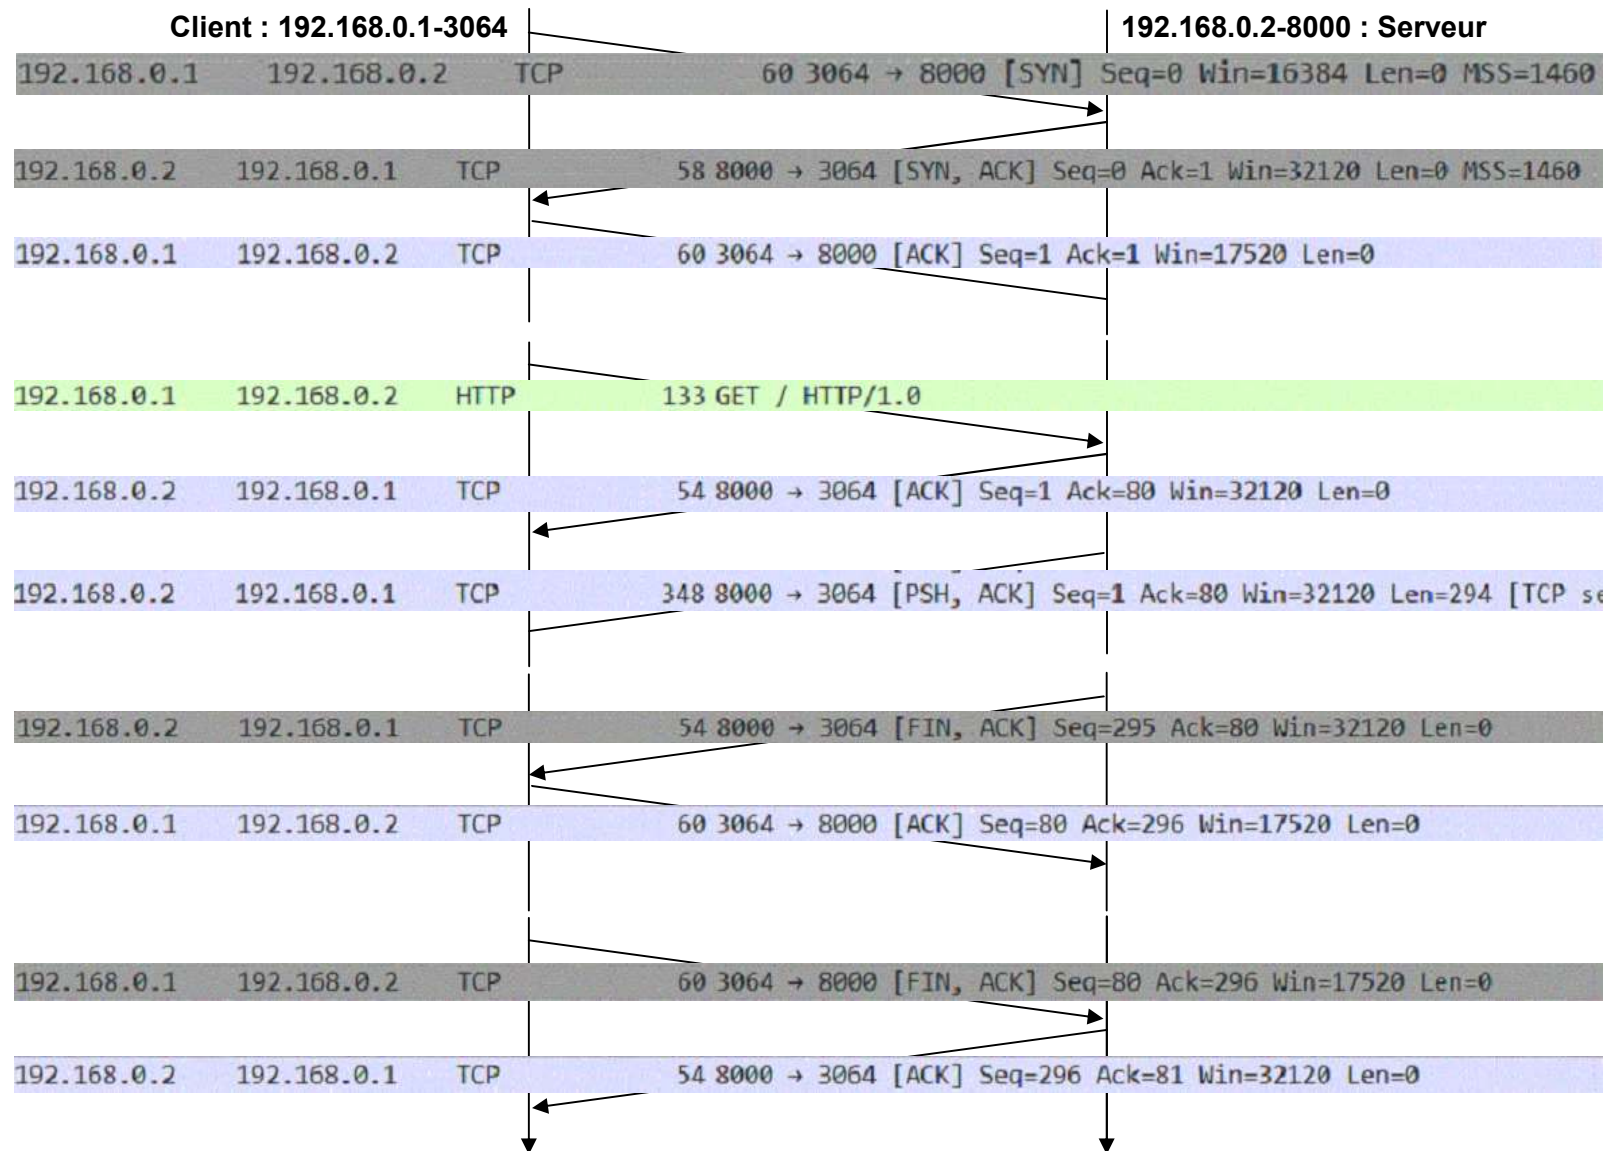 Client : 192.168.0.1-3064 192.168.0.2-8000 : Serveur
192.168.0.1 192.168.0.2 TCP 60 3064 → 8000 [SYN] Seq=0 Win=16384 Len=0 MSS=1460
192.168.0.2 192.168.0.1 TCP 58 8000 → 3064 [SYN, ACK] Seq=0 Ack=1 Win=32120 Len=0 MSS=1460
192.168.0.1 192.168.0.2 TCP 60 3064 → 8000 [ACK] Seq=1 Ack=1 Win=17520 Len=0
192.168.0.1 192.168.0.2 HTTP 133 GET / HTTP/1.0
192.168.0.2 192.168.0.1 TCP 54 8000 → 3064 [ACK] Seq=1 Ack=80 Win=32120 Len=0
192.168.0.2 192.168.0.1 TCP 348 8000 → 3064 [PSH, ACK] Seq=1 Ack=80 Win=32120 Len=294 [TCP se
192.168.0.2 192.168.0.1 TCP 54 8000 → 3064 [FIN, ACK] Seq=295 Ack=80 Win=32120 Len=0
192.168.0.1 192.168.0.2 TCP 60 3064 → 8000 [ACK] Seq=80 Ack=296 Win=17520 Len=0
192.168.0.1 192.168.0.2 TCP 60 3064 → 8000 [FIN, ACK] Seq=80 Ack=296 Win=17520 Len=0
192.168.0.2 192.168.0.1 TCP 54 8000 → 3064 [ACK] Seq=296 Ack=81 Win=32120 Len=0